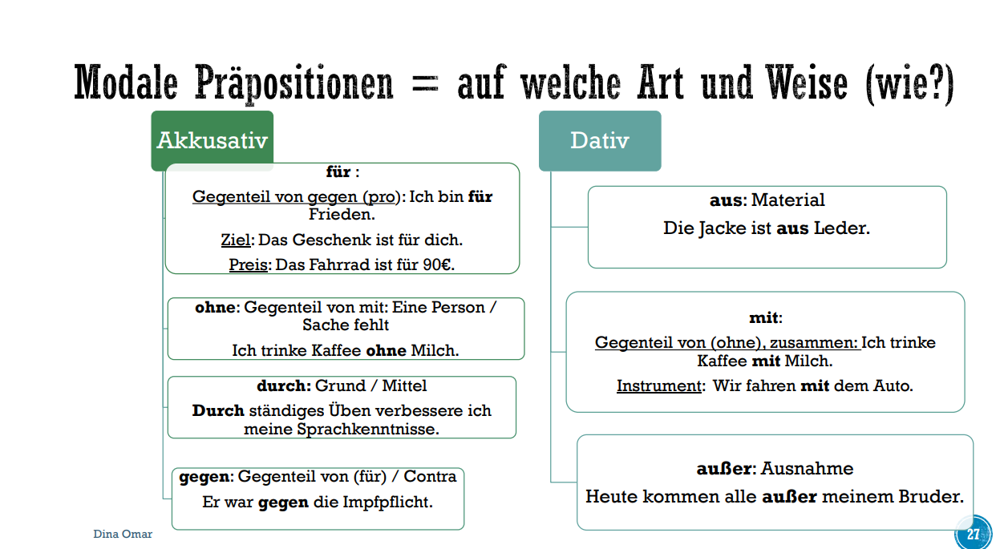 Modale Präpositionen = auf welche Art und Weise (wie?)
Akkusativ
für :
Gegenteil von gegen (pro): Ich bin für
Frieden.
Ziel: Das Geschenk ist für dich.
Preis: Das Fahrrad ist für 90€.
ohne: Gegenteil von mit: Eine Person /
Sache fehlt
Ich trinke Kaffee ohne Milch.
durch: Grund / Mittel
Durch ständiges Üben verbessere ich
meine Sprachkenntnisse.
gegen: Gegenteil von (für) / Contra
Er war gegen die Impfpflicht.
Dativ
aus: Material
Die Jacke ist aus Leder.
mit:
Gegenteil von (ohne), zusammen: Ich trinke
Kaffee mit Milch.
Instrument: Wir fahren mit dem Auto.
außer: Ausnahme
Heute kommen alle außer meinem Bruder.
Dina Omar
27